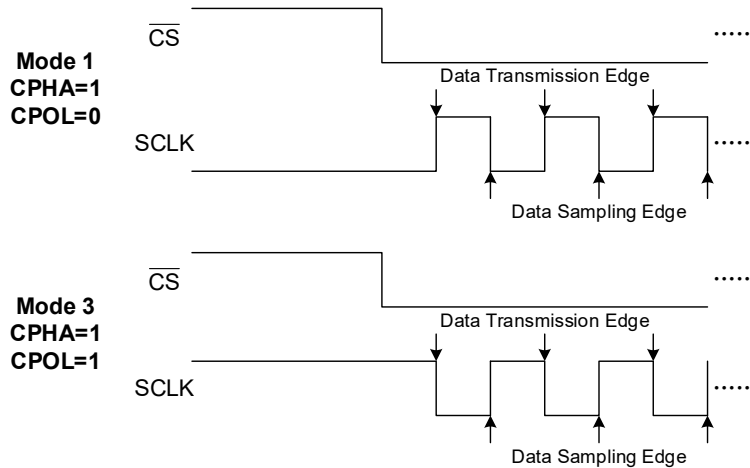 CS
.....
Mode 1
CPHA=1
CPOL=0
Data Transmission Edge
SCLK
.....
Data Sampling Edge
CS
.....
Mode 3
CPHA=1
CPOL=1
Data Transmission Edge
SCLK
.....
Data Sampling Edge